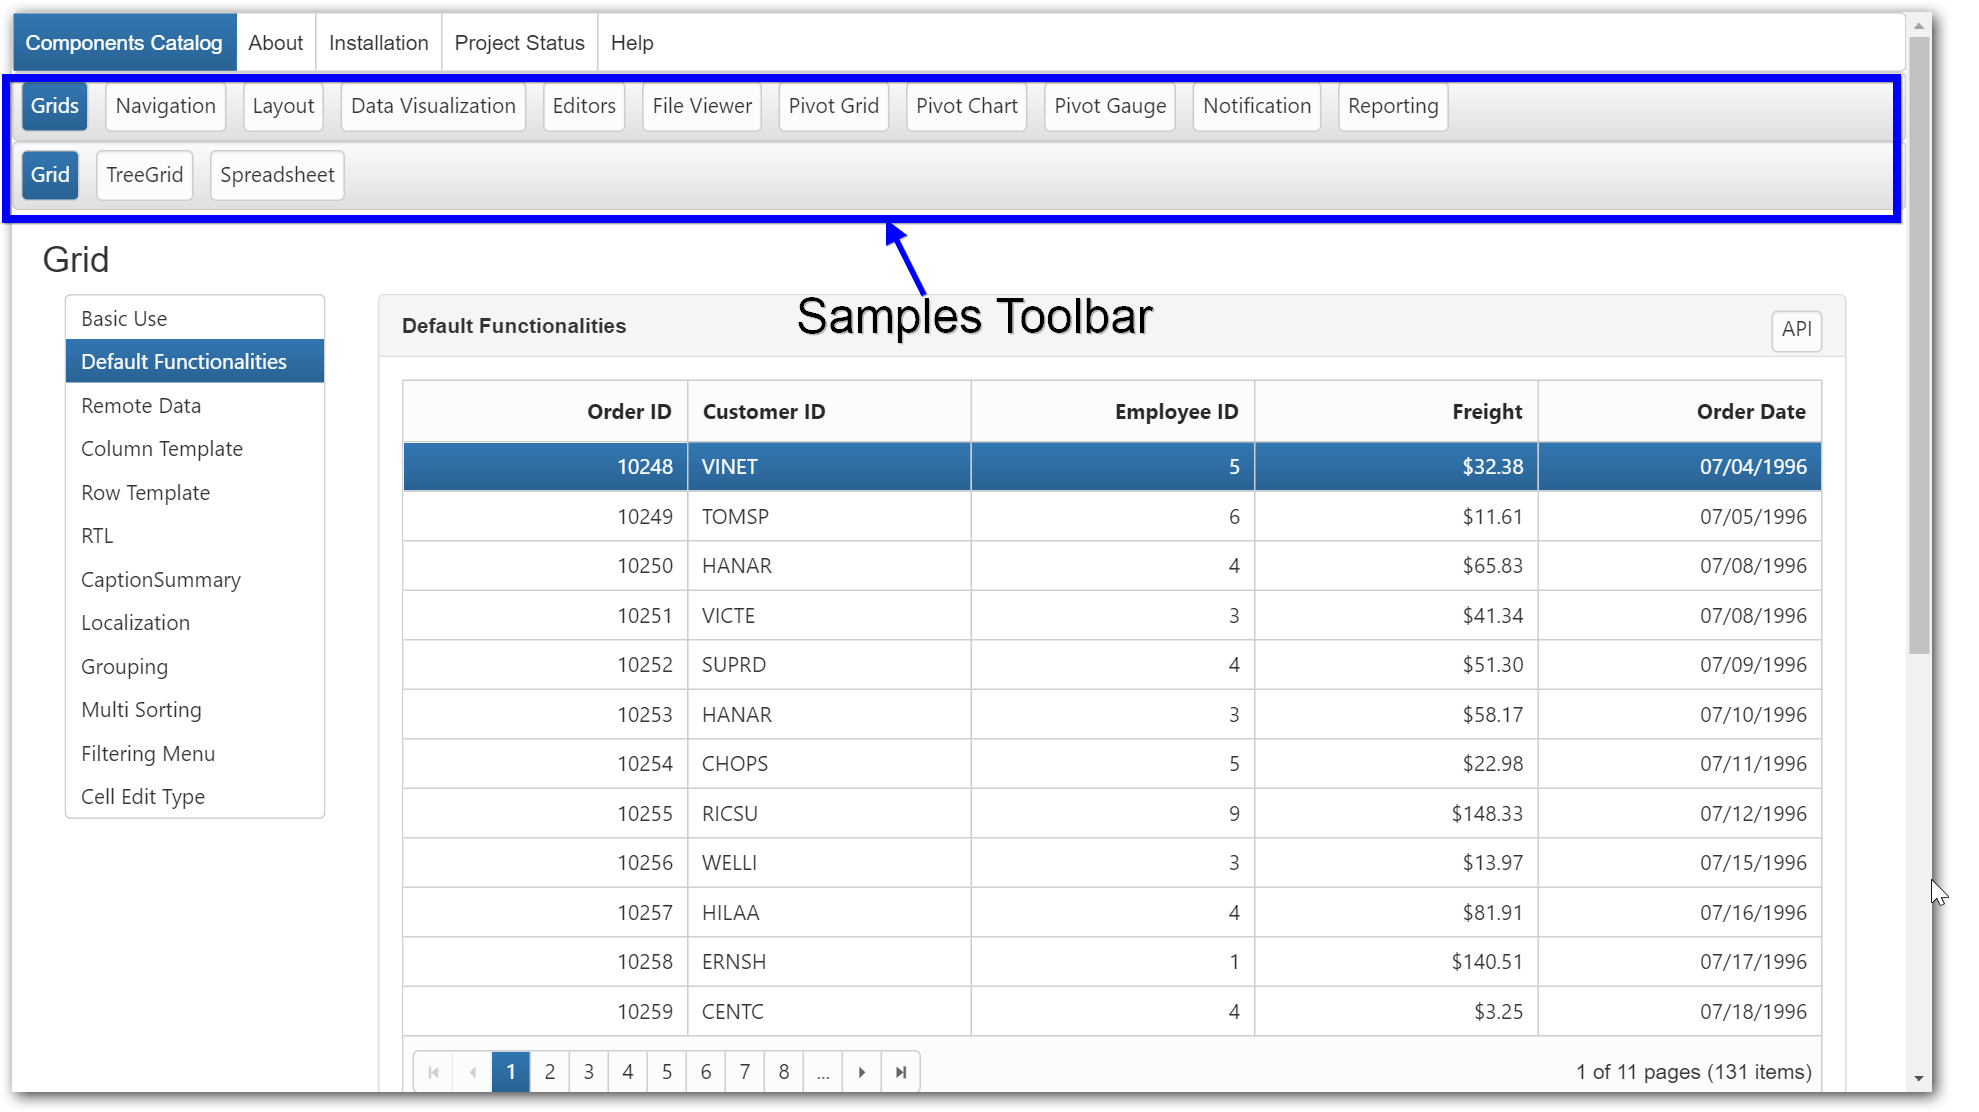 Components Catalog About Installation Project Status Help
Grids Navigation Layout Data Visualization Editors File Viewer Pivot Grid Pivot Chart Pivot Gauge Notification Reporting
Grid TreeGrid Spreadsheet
Grid
Samples Toolbar
Basic Use
Default Functionalities
Remote Data
Column Template
Row Template
RTL
CaptionSummary
Localization
Grouping
Multi Sorting
Filtering Menu
Cell Edit Type
Default Functionalities API
Order ID Customer ID Employee ID Freight Order Date
10248 VINET 5 $32.38 07/04/1996
10249 TOMSP 6 $11.61 07/05/1996
10250 HANAR 4 $65.83 07/08/1996
10251 VICTE 3 $41.34 07/08/1996
10252 SUPRD 4 $51.30 07/09/1996
10253 HANAR 3 $58.17 07/10/1996
10254 CHOPS 5 $22.98 07/11/1996
10255 RICSU 9 $148.33 07/12/1996
10256 WELLI 3 $13.97 07/15/1996
10257 HILAA 4 $81.91 07/16/1996
10258 ERNSH 1 $140.51 07/17/1996
10259 CENTC 4 $3.25 07/18/1996
1 2 3 4 5 6 7 8 ... 1 of 11 pages (131 items)